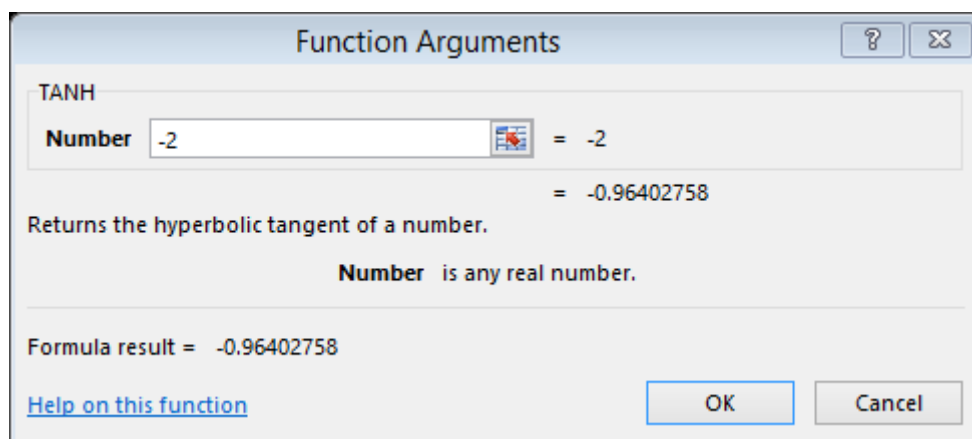 Function Arguments
TANH
Number -2 = -2
= -0.96402758
Returns the hyperbolic tangent of a number.
Number is any real number.
Formula result = -0.96402758
Help on this function OK Cancel